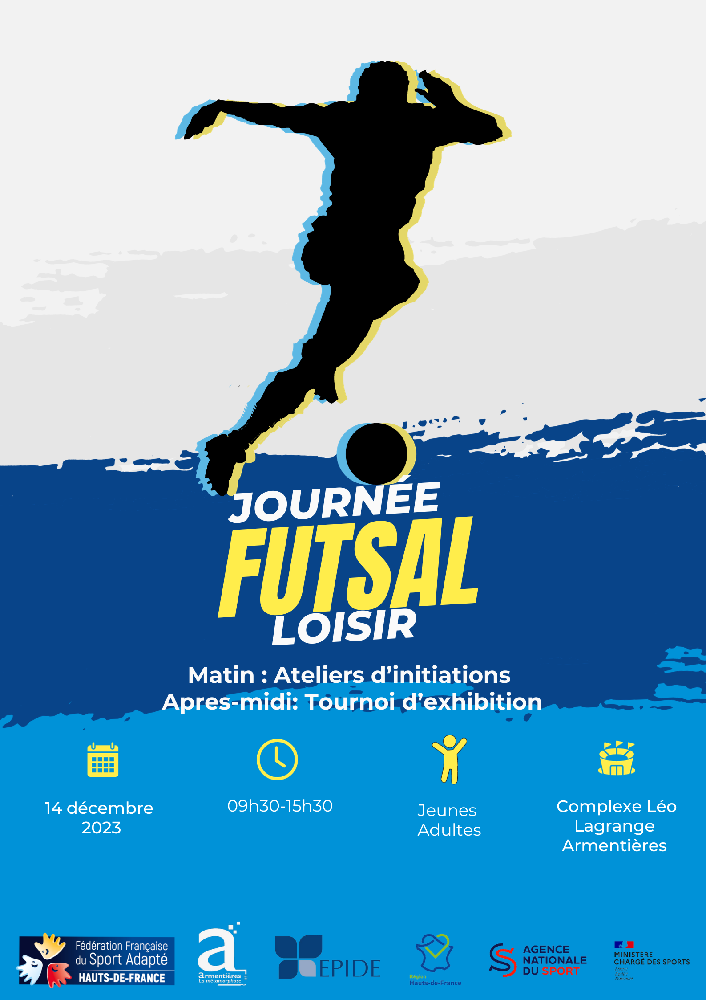 JOURNÉE
FUTSAL
LOISIR
Matin : Ateliers d’initiations
Apres-midi: Tournoi d’exhibition
14 décembre
2023
09h30-15h30
Jeunes
Adultes
Complexe Léo
Lagrange
Armentières
Fédération Française
du Sport Adapté
HAUTS-DE-FRANCE
a
armentières
La métamorphose
EPIDE
Région
Hauts-de-France
AGENCE
NATIONALE
DU SPORT
MINISTÈRE
CHARGÉ DES SPORTS
Liberté
Égalité
Fraternité